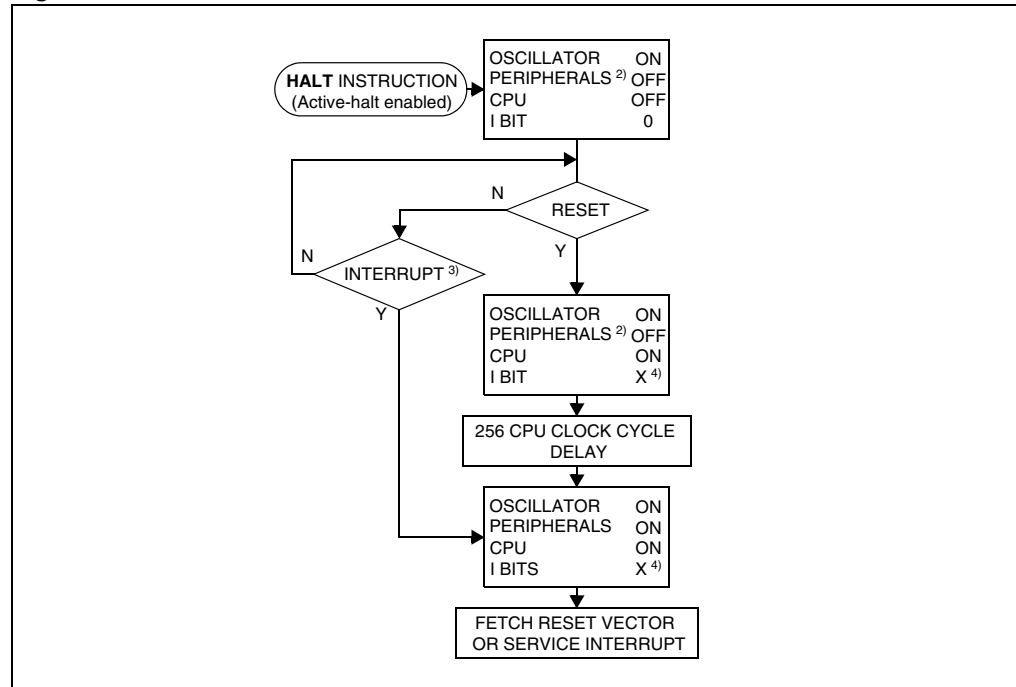 HALT INSTRUCTION
(Active-halt enabled)
OSCILLATOR ON
PERIPHERALS 2) OFF
CPU OFF
I BIT 0
N
RESET
Y
N
INTERRUPT 3)
Y
OSCILLATOR ON
PERIPHERALS 2) OFF
CPU ON
I BIT X 4)
256 CPU CLOCK CYCLE
DELAY
OSCILLATOR ON
PERIPHERALS ON
CPU ON
I BITS X 4)
FETCH RESET VECTOR
OR SERVICE INTERRUPT